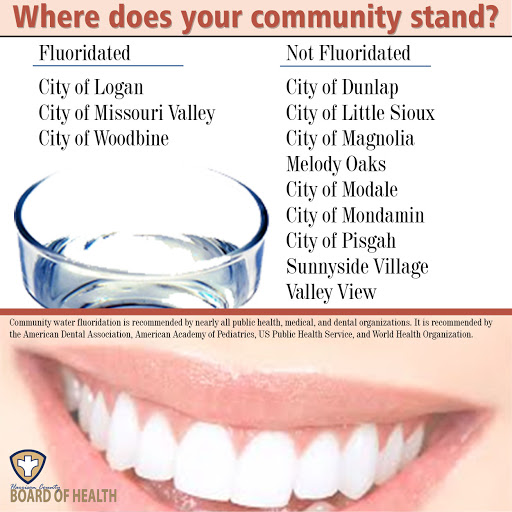 Where does your community stand?
Fluoridated
City of Logan
City of Missouri Valley
City of Woodbine
Not Fluoridated
City of Dunlap
City of Little Sioux
City of Magnolia
Melody Oaks
City of Modale
City of Mondamin
City of Pisgah
Sunnyside Village
Valley View
Community water fluoridation is recommended by nearly all public health, medical, and dental organizations. It is recommended by
the American Dental Association, American Academy of Pediatrics, US Public Health Service, and World Health Organization.
Harrison County
BOARD OF HEALTH